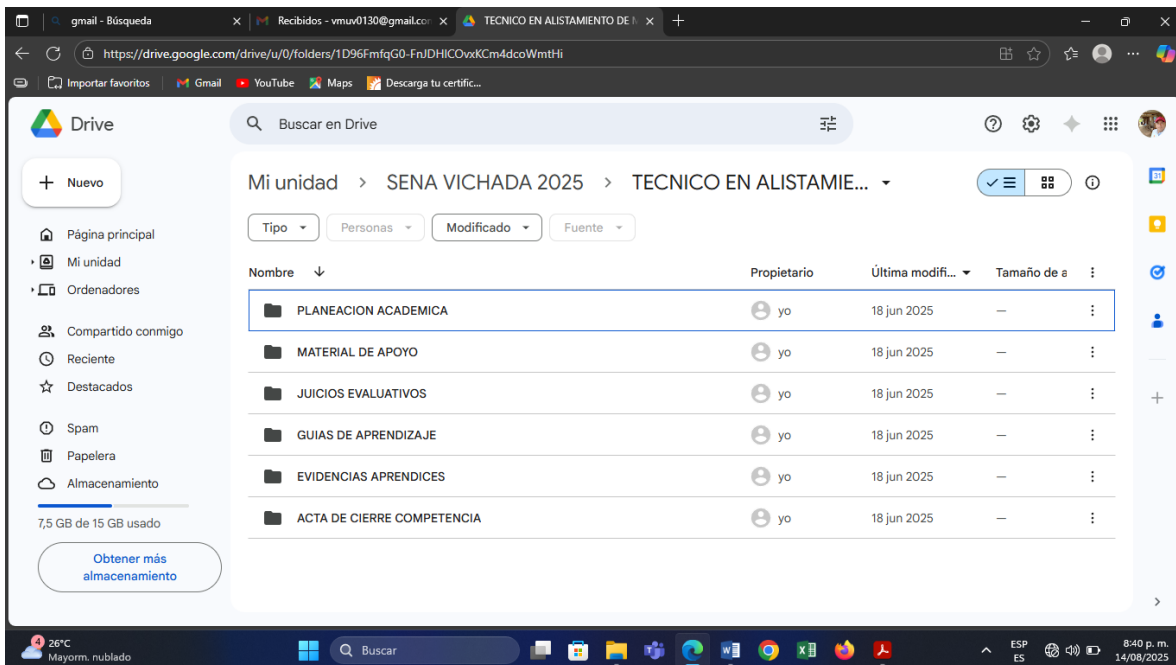 gmail - Búsqueda
Recibidos - vmuv0130@gmail.con
TECNICO EN ALISTAMIENTO DE
https://drive.google.com/drive/u/0/folders/1D96FmfqG0-FnJDHlCOvxKCm4dcoWmtHi
Importar favoritos
Gmail
YouTube
Maps
Descarga tu certific...
Drive
Buscar en Drive
Nuevo
Mi unidad > SENA VICHADA 2025 > TECNICO EN ALISTAMIE...
Tipo
Personas
Modificado
Fuente
Página principal
Mi unidad
Ordenadores
Compartido conmigo
Reciente
Destacados
Spam
Papelera
Almacenamiento
7,5 GB de 15 GB usado
Obtener más
almacenamiento
Nombre Propietario Última modifi... Tamaño de a
PLANEACION ACADEMICA yo 18 jun 2025 —
MATERIAL DE APOYO yo 18 jun 2025 —
JUICIOS EVALUATIVOS yo 18 jun 2025 —
GUIAS DE APRENDIZAJE yo 18 jun 2025 —
EVIDENCIAS APRENDICES yo 18 jun 2025 —
ACTA DE CIERRE COMPETENCIA yo 18 jun 2025 —
31
4
26°C
Mayorm. nublado
Buscar
ESP
ES
8:40 p. m.
14/08/2025